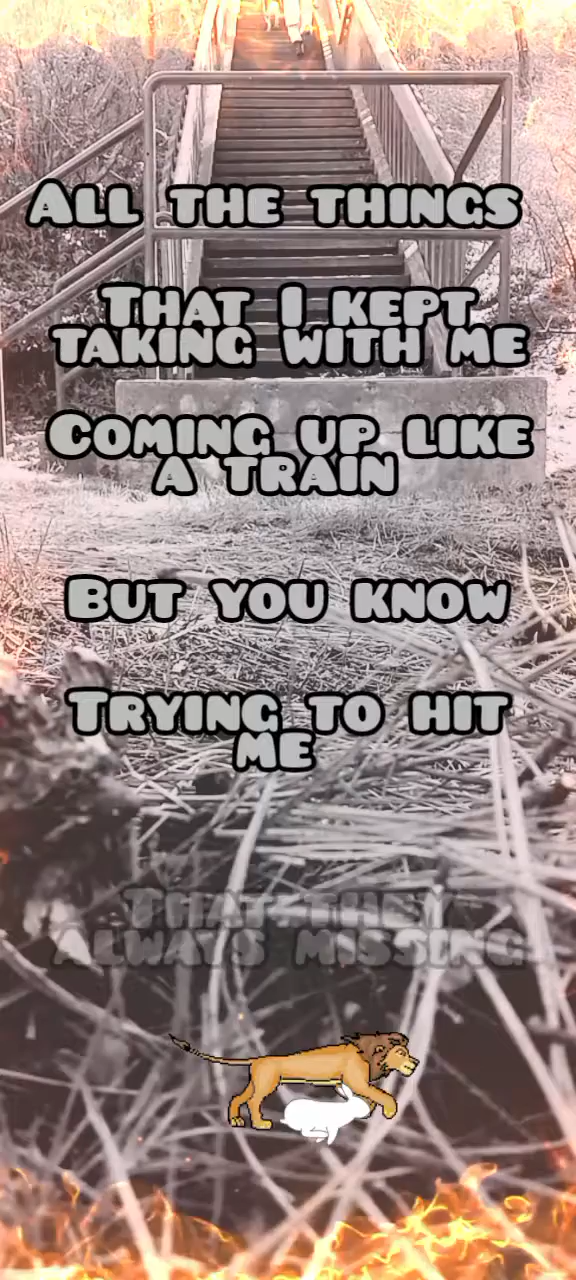 All the things
That I kept
taking with me
Coming up like
a train
But you know
Trying to hit
me
That they
always missing